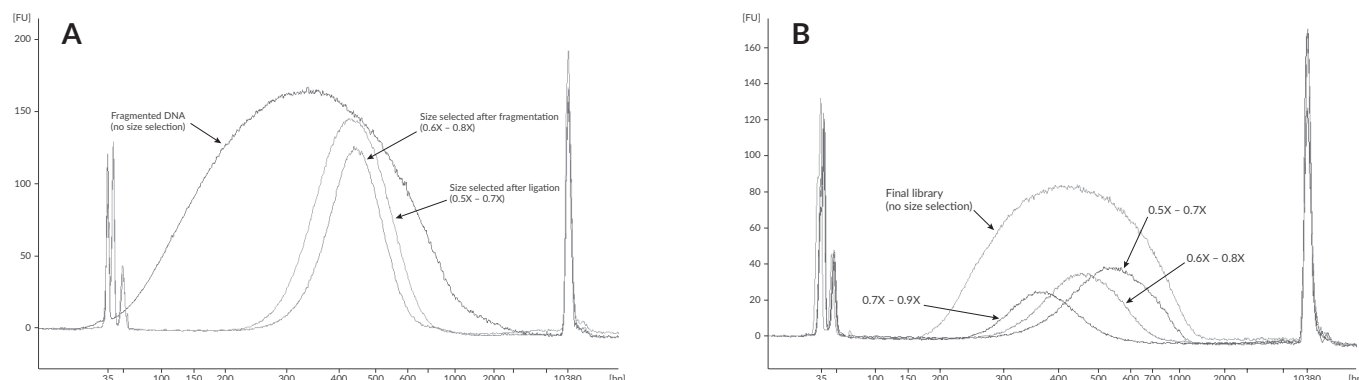 [FU]
A
200
150
100
50
0
Fragmented DNA
(no size selection)
Size selected after fragmentation
(0.6X – 0.8X)
Size selected after ligation
(0.5X – 0.7X)
35 100 150 200 300 400 500 600 1000 2000 10380 [bp]
[FU]
B
160
140
120
100
80
60
40
20
0
Final library
(no size selection)
0.5X – 0.7X
0.6X – 0.8X
0.7X – 0.9X
35 100 150 200 300 400 500 600 700 1000 2000 10380